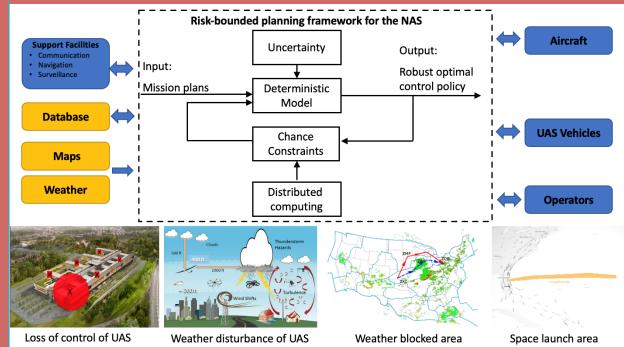 Risk-bounded planning framework for the NAS
Support Facilities
• Communication
• Navigation
• Surveillance
Database
Maps
Weather
Input:
Mission plans
Uncertainty
Deterministic
Model
Chance
Constraints
Distributed
computing
Output:
Robust optimal
control policy
Aircraft
UAS Vehicles
Operators
Clouds
Thunderstorm
Hazards
Turbulence
Wind Shifts
Loss of control of UAS
Weather disturbance of UAS
Weather blocked area
Space launch area